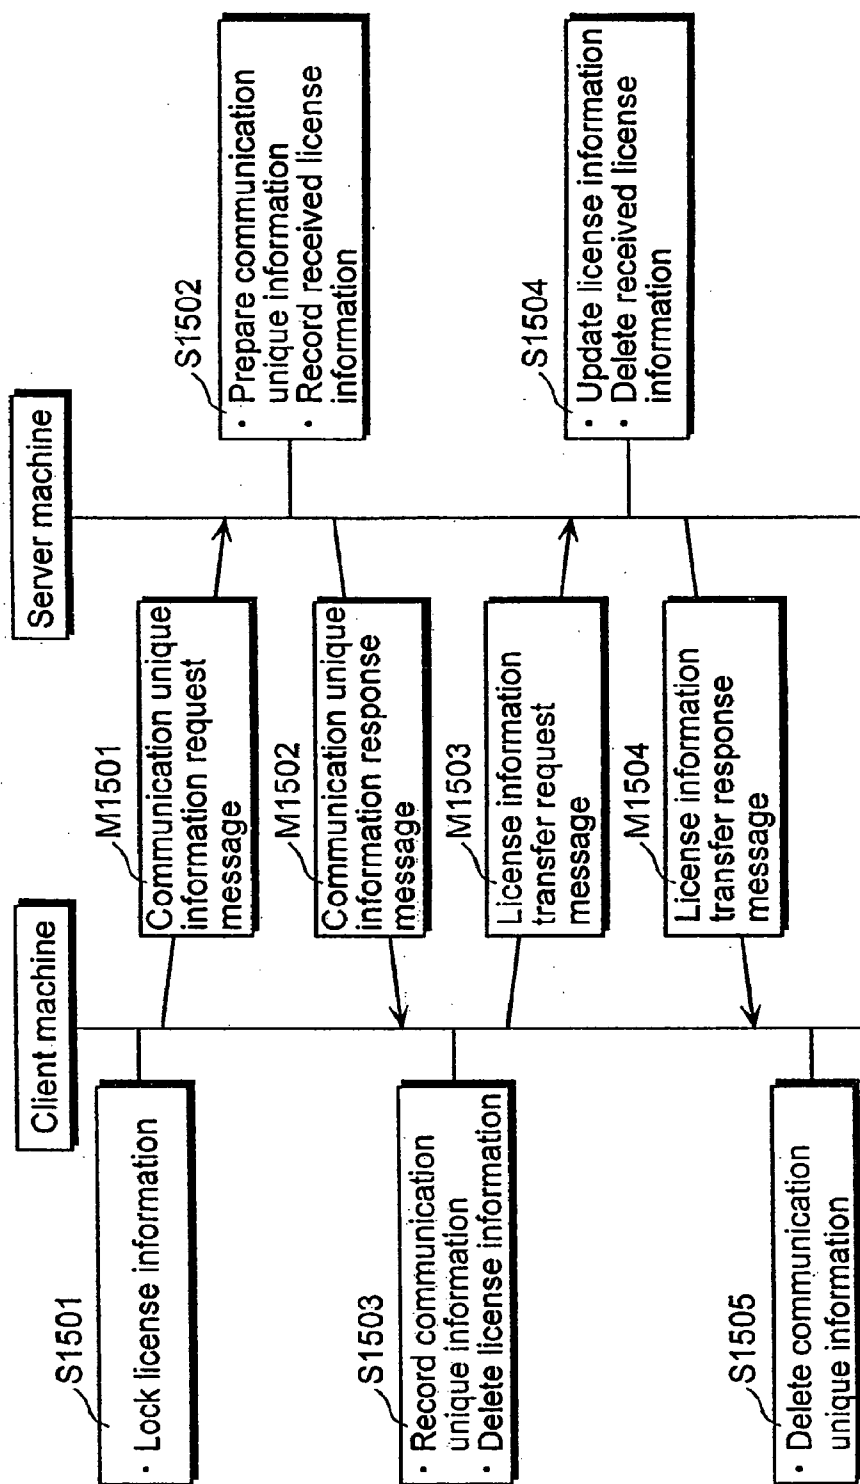 Client machine
Server machine
S1501
· Lock license information
M1501
Communication unique
information request
message
S1502
· Prepare communication
unique information
· Record received license
information
M1502
Communication unique
information response
message
S1503
· Record communication
unique information
· Delete license information
M1503
License information
transfer request
message
S1504
· Update license information
· Delete received license
information
M1504
License information
transfer response
message
S1505
· Delete communication
unique information